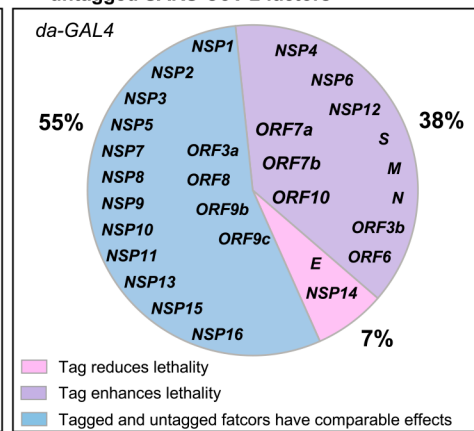 untagged SARS-COV-2 factors
da-GAL4
NSP1
NSP2
NSP3
NSP5
NSP7
NSP8
NSP9
NSP10
NSP11
NSP13
NSP15
NSP16
ORF3a
ORF8
ORF9b
ORF9c
55%
NSP4
NSP6
NSP12
S
M
N
ORF3b
ORF6
ORF7a
ORF7b
ORF10
38%
E
NSP14
7%
Tag reduces lethality
Tag enhances lethality
Tagged and untagged fatcors have comparable effects